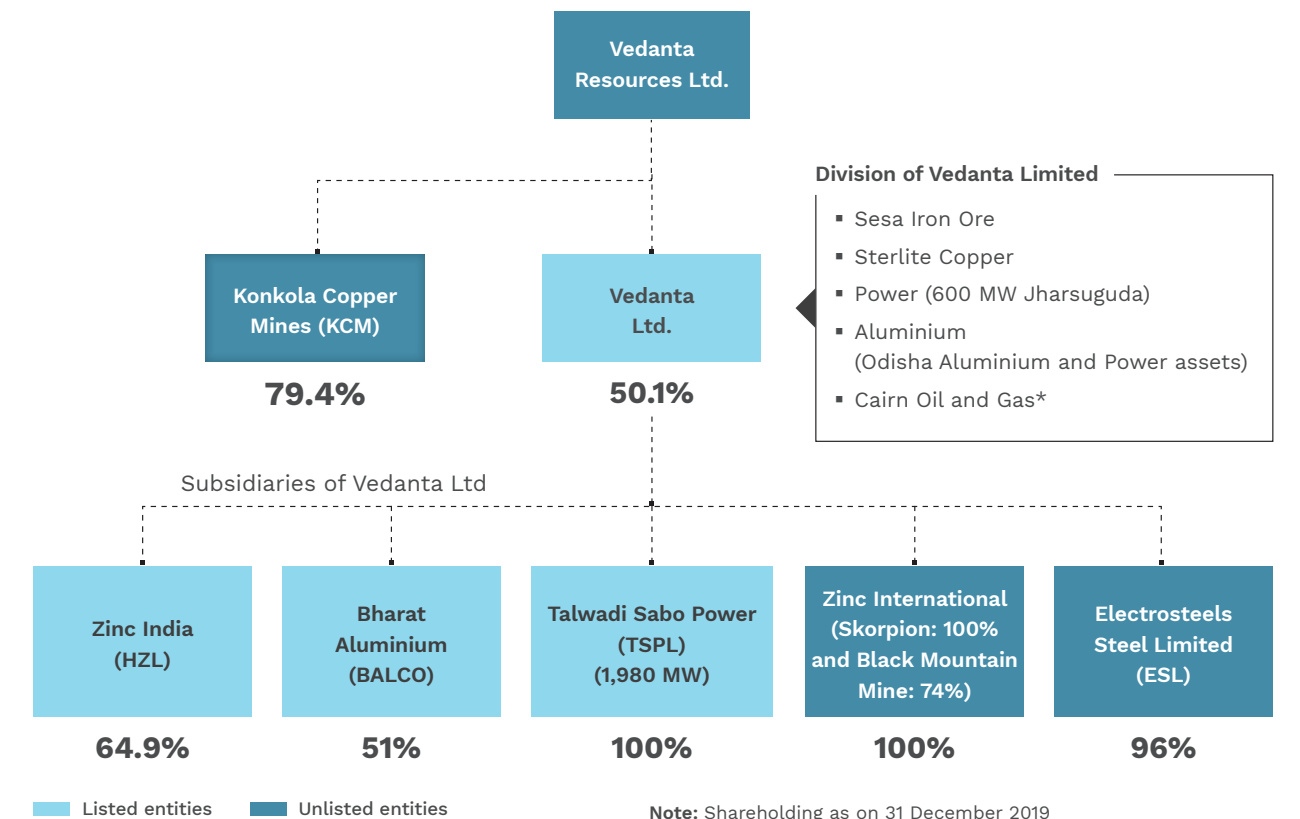 Vedanta
Resources Ltd.
Division of Vedanta Limited
▪ Sesa Iron Ore
▪ Sterlite Copper
▪ Power (600 MW Jharsuguda)
▪ Aluminium
(Odisha Aluminium and Power assets)
▪ Cairn Oil and Gas*
Konkola Copper
Mines (KCM)
79.4%
Vedanta
Ltd.
50.1%
Subsidiaries of Vedanta Ltd
Zinc India
(HZL)
64.9%
Bharat
Aluminium
(BALCO)
51%
Talwadi Sabo Power
(TSPL)
(1,980 MW)
100%
Zinc International
(Skorpion: 100%
and Black Mountain
Mine: 74%)
100%
Electrosteels
Steel Limited
(ESL)
96%
Listed entities
Unlisted entities
Note: Shareholding as on 31 December 2019